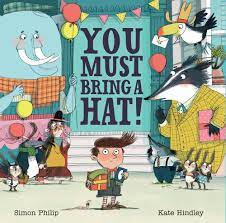 YOU
MUST
BRING A
HAT!
Simon Philip
Kate Hindley